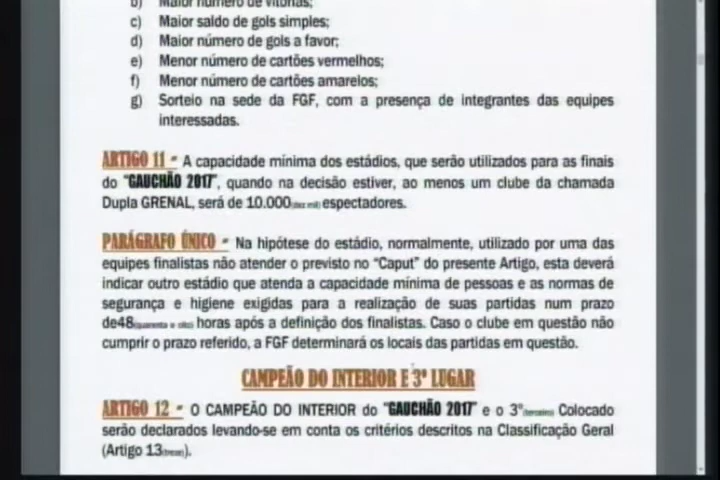 b) Maior número de vitórias;
c) Maior saldo de gols simples;
d) Maior número de gols a favor;
e) Menor número de cartões vermelhos;
f) Menor número de cartões amarelos;
g) Sorteio na sede da FGF, com a presença de integrantes das equipes
interessadas.
ARTIGO 11 - A capacidade mínima dos estádios, que serão utilizados para as finais
do "GAUCHÃO 2017", quando na decisão estiver, ao menos um clube da chamada
Dupla GRENAL, será de 10.000(dez mil) espectadores.
PARÁGRAFO ÚNICO - Na hipótese do estádio, normalmente, utilizado por uma das
equipes finalistas não atender o previsto no "Caput" do presente Artigo, esta deverá
indicar outro estádio que atenda a capacidade mínima de pessoas e as normas de
segurança e higiene exigidas para a realização de suas partidas num prazo
de48(quarenta e oito) horas após a definição dos finalistas. Caso o clube em questão não
cumprir o prazo referido, a FGF determinará os locais das partidas em questão.
CAMPEÃO DO INTERIOR E 3º LUGAR
ARTIGO 12 - O CAMPEÃO DO INTERIOR do "GAUCHÃO 2017" e o 3º(terceiro) Colocado
serão declarados levando-se em conta os critérios descritos na Classificação Geral
(Artigo 13(treze)).